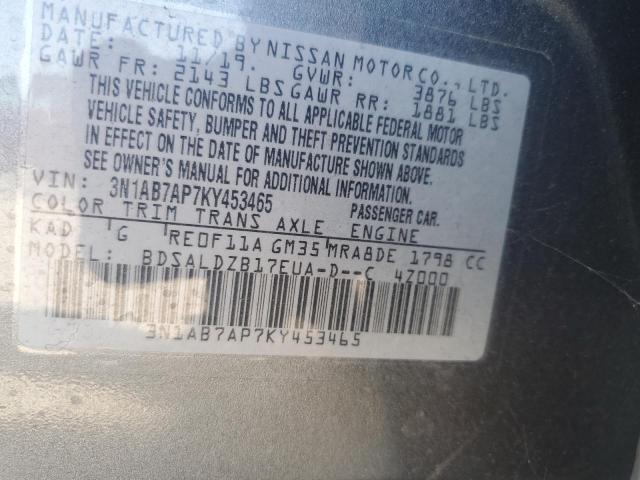 MANUFACTURED BY NISSAN MOTOR CO., LTD.
DATE: 11/19. GVWR: 3876 LBS
GAWR FR: 2143 LBS GAWR RR: 1881 LBS
THIS VEHICLE CONFORMS TO ALL APPLICABLE FEDERAL MOTOR
VEHICLE SAFETY, BUMPER AND THEFT PREVENTION STANDARDS
IN EFFECT ON THE DATE OF MANUFACTURE SHOWN ABOVE.
SEE OWNER'S MANUAL FOR ADDITIONAL INFORMATION.
VIN: 3N1AB7AP7KY453465 PASSENGER CAR.
COLOR TRIM TRANS AXLE ENGINE
KAD G RE0F11A GM35 MRA8DE 1798 CC
MODEL: BDSALDZB17EUA-D--C 4Z000
3N1AB7AP7KY453465